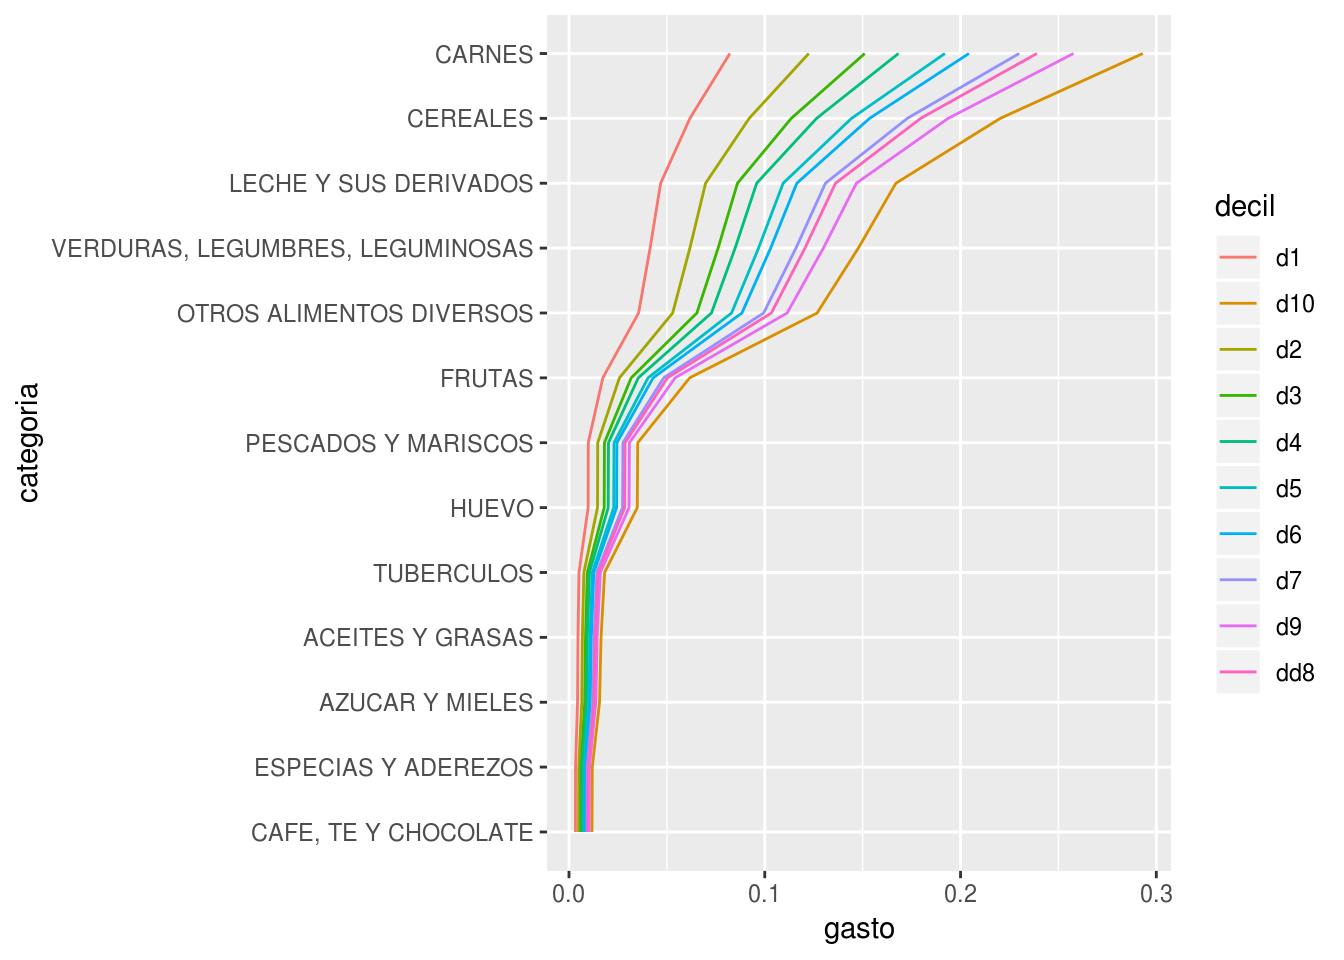 CARNES
CEREALES
LECHE Y SUS DERIVADOS
VERDURAS, LEGUMBRES, LEGUMINOSAS
OTROS ALIMENTOS DIVERSOS
FRUTAS
PESCADOS Y MARISCOS
HUEVO
TUBERCULOS
ACEITES Y GRASAS
AZUCAR Y MIELES
ESPECIAS Y ADEREZOS
CAFE, TE Y CHOCOLATE
categoria
0.0 0.1 0.2 0.3
gasto
decil
d1
d10
d2
d3
d4
d5
d6
d7
d9
dd8